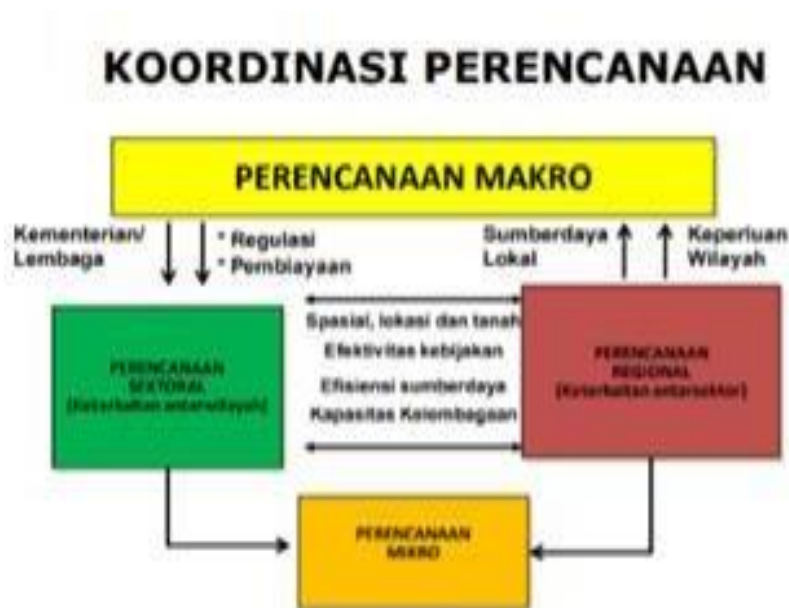 KOORDINASI PERENCANAAN
PERENCANAAN MAKRO
Kementerian/
Lembaga
* Regulasi
* Pembiayaan
Sumberdaya
Lokal
Keperluan
Wilayah
PERENCANAAN
SEKTORAL
(Keterkaitan antarwilayah)
Spasial, lokasi dan tanah
Efektivitas kebijakan
Efisiensi sumberdaya
Kapasitas Kelembagaan
PERENCANAAN
REGIONAL
(Keterkaitan antarsektor)
PERENCANAAN
MIKRO